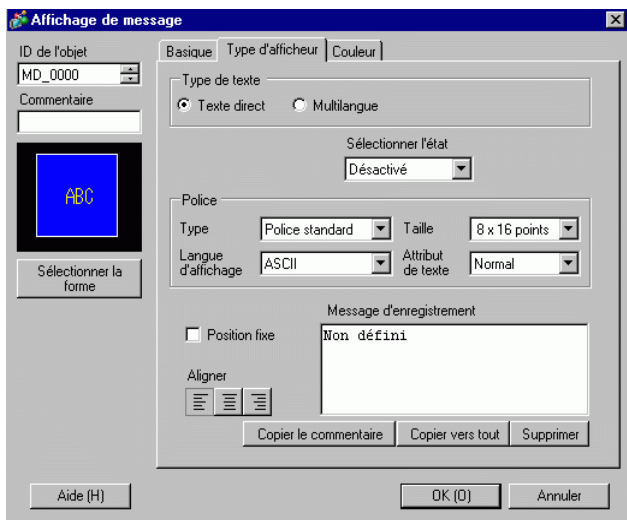 Affichage de message
ID de l'objet
MD_0000
Commentaire
ABC
Sélectionner la
forme
Basique Type d'afficheur Couleur
Type de texte
Texte direct Multilangue
Sélectionner l'état
Désactivé
Police
Type Police standard Taille 8 x 16 points
Langue
d'affichage ASCII Attribut
de texte Normal
Message d'enregistrement
Position fixe
Non défini
Aligner
Copier le commentaire Copier vers tout Supprimer
Aide (H) OK (O) Annuler